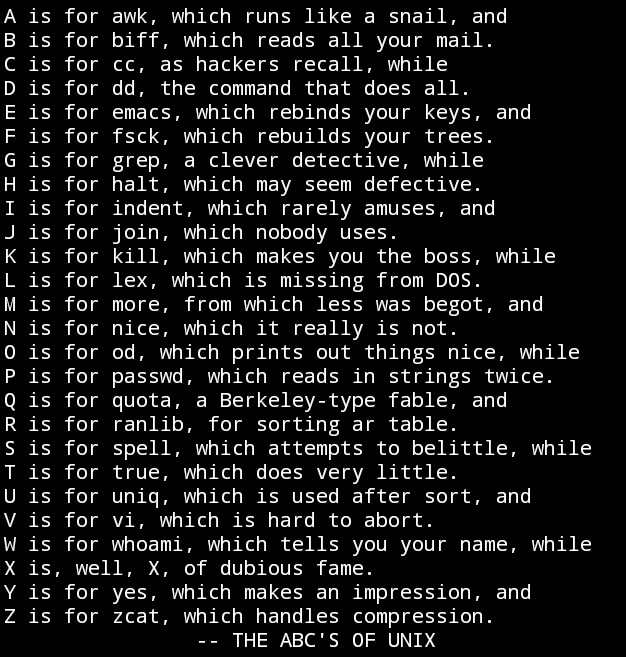 A is for awk, which runs like a snail, and
B is for biff, which reads all your mail.
C is for cc, as hackers recall, while
D is for dd, the command that does all.
E is for emacs, which rebinds your keys, and
F is for fsck, which rebuilds your trees.
G is for grep, a clever detective, while
H is for halt, which may seem defective.
I is for indent, which rarely amuses, and
J is for join, which nobody uses.
K is for kill, which makes you the boss, while
L is for lex, which is missing from DOS.
M is for more, from which less was begot, and
N is for nice, which it really is not.
O is for od, which prints out things nice, while
P is for passwd, which reads in strings twice.
Q is for quota, a Berkeley-type fable, and
R is for ranlib, for sorting ar table.
S is for spell, which attempts to belittle, while
T is for true, which does very little.
U is for uniq, which is used after sort, and
V is for vi, which is hard to abort.
W is for whoami, which tells you your name, while
X is, well, X, of dubious fame.
Y is for yes, which makes an impression, and
Z is for zcat, which handles compression.
-- THE ABC'S OF UNIX